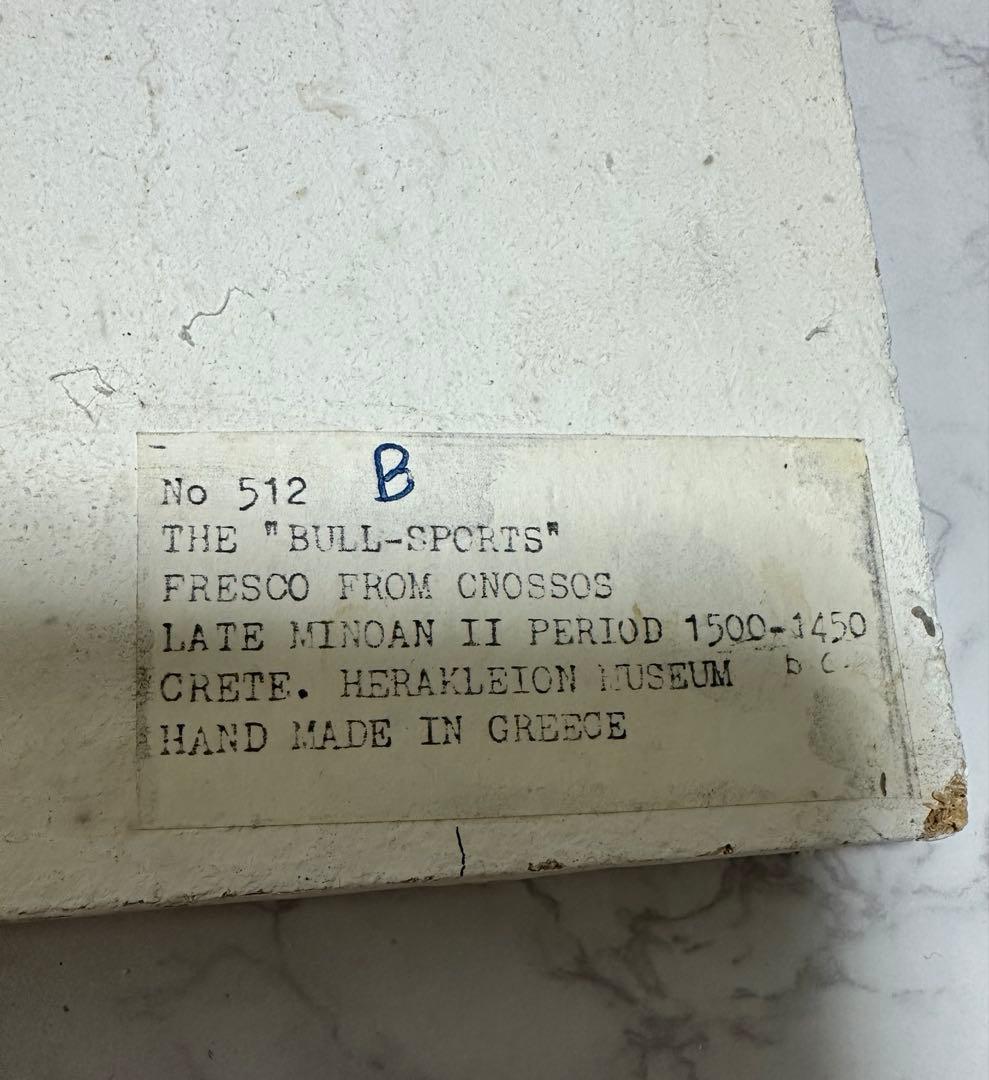 No 512 B
THE "BULL-SPORTS"
FRESCO FROM CNOSSOS
LATE MINOAN II PERIOD 1500-1450
B C.
CRETE. HERAKLEION MUSEUM
HAND MADE IN GREECE